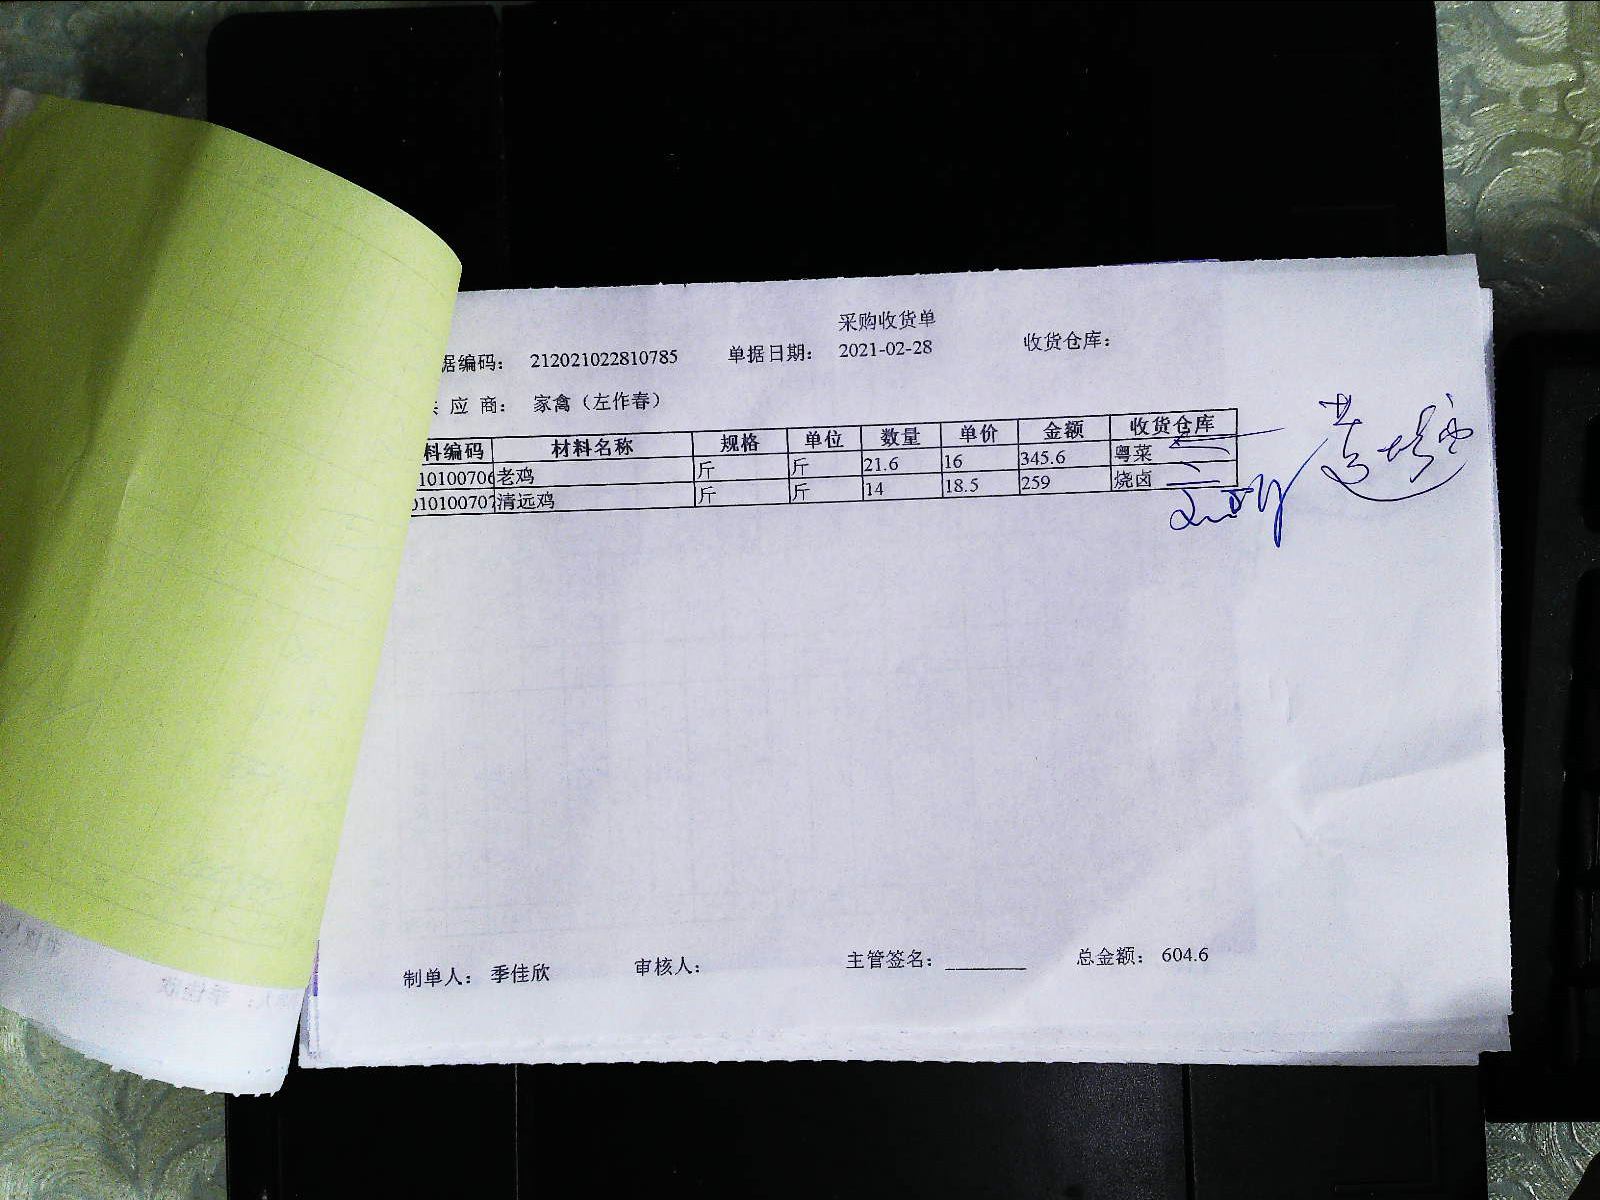 采购收货单
据编码： 212021022810785 单据日期： 2021-02-28 收货仓库：
应 商： 家禽（左作春）
料编码 材料名称 规格 单位 数量 单价 金额 收货仓库
10100706 老鸡 斤 斤 21.6 16 345.6 粤菜
010100707 清远鸡 斤 斤 14 18.5 259 烧卤
制单人： 季佳欣 审核人： 主管签名： 总金额： 604.6